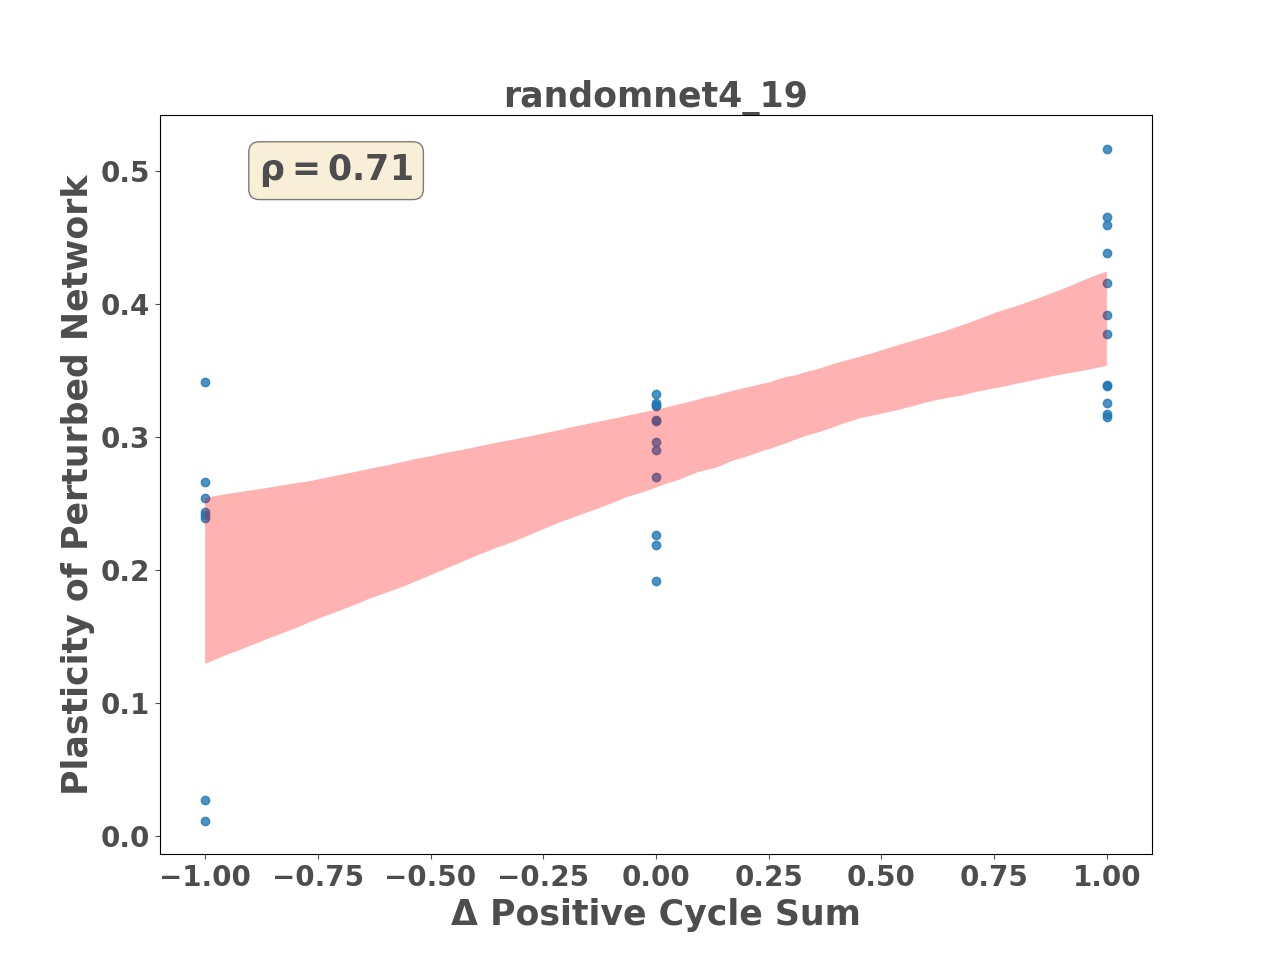 randomnet4_19
ρ = 0.71
Plasticity of Perturbed Network
0.5
0.4
0.3
0.2
0.1
0.0
−1.00 −0.75 −0.50 −0.25 0.00 0.25 0.50 0.75 1.00
Δ Positive Cycle Sum